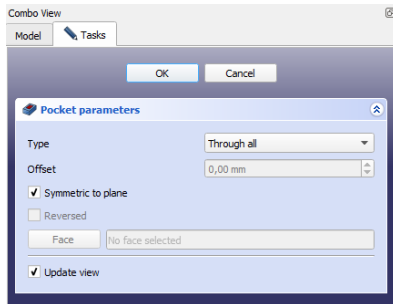 Combo View
Model Tasks
OK Cancel
Pocket parameters
Type Through all
Offset 0,00 mm
Symmetric to plane
Reversed
Face No face selected
Update view